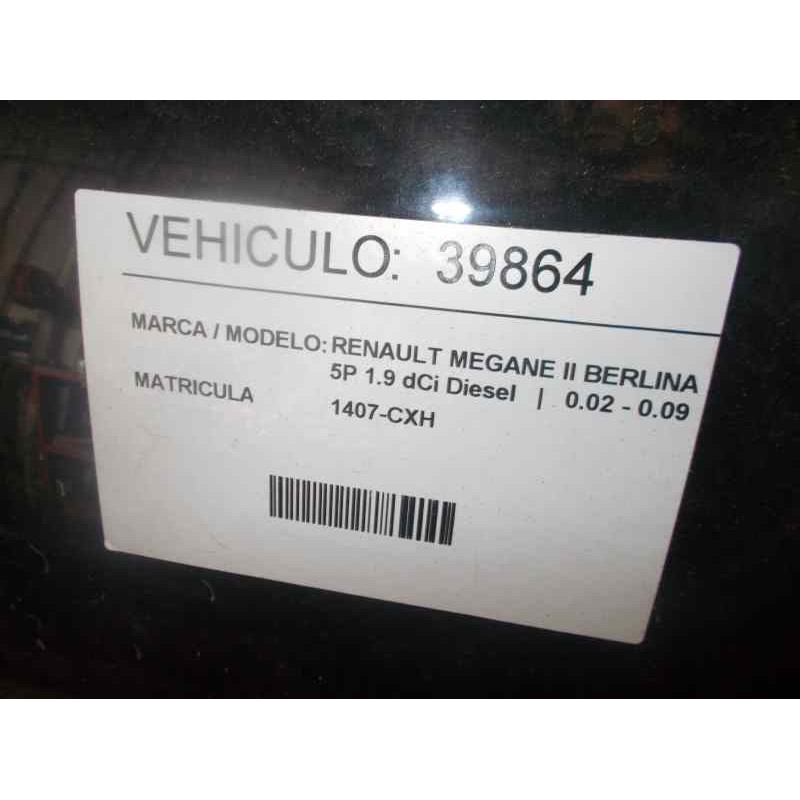 VEHICULO: 39864
MARCA / MODELO: RENAULT MEGANE II BERLINA
5P 1.9 dCi Diesel | 0.02 - 0.09
MATRICULA 1407-CXH